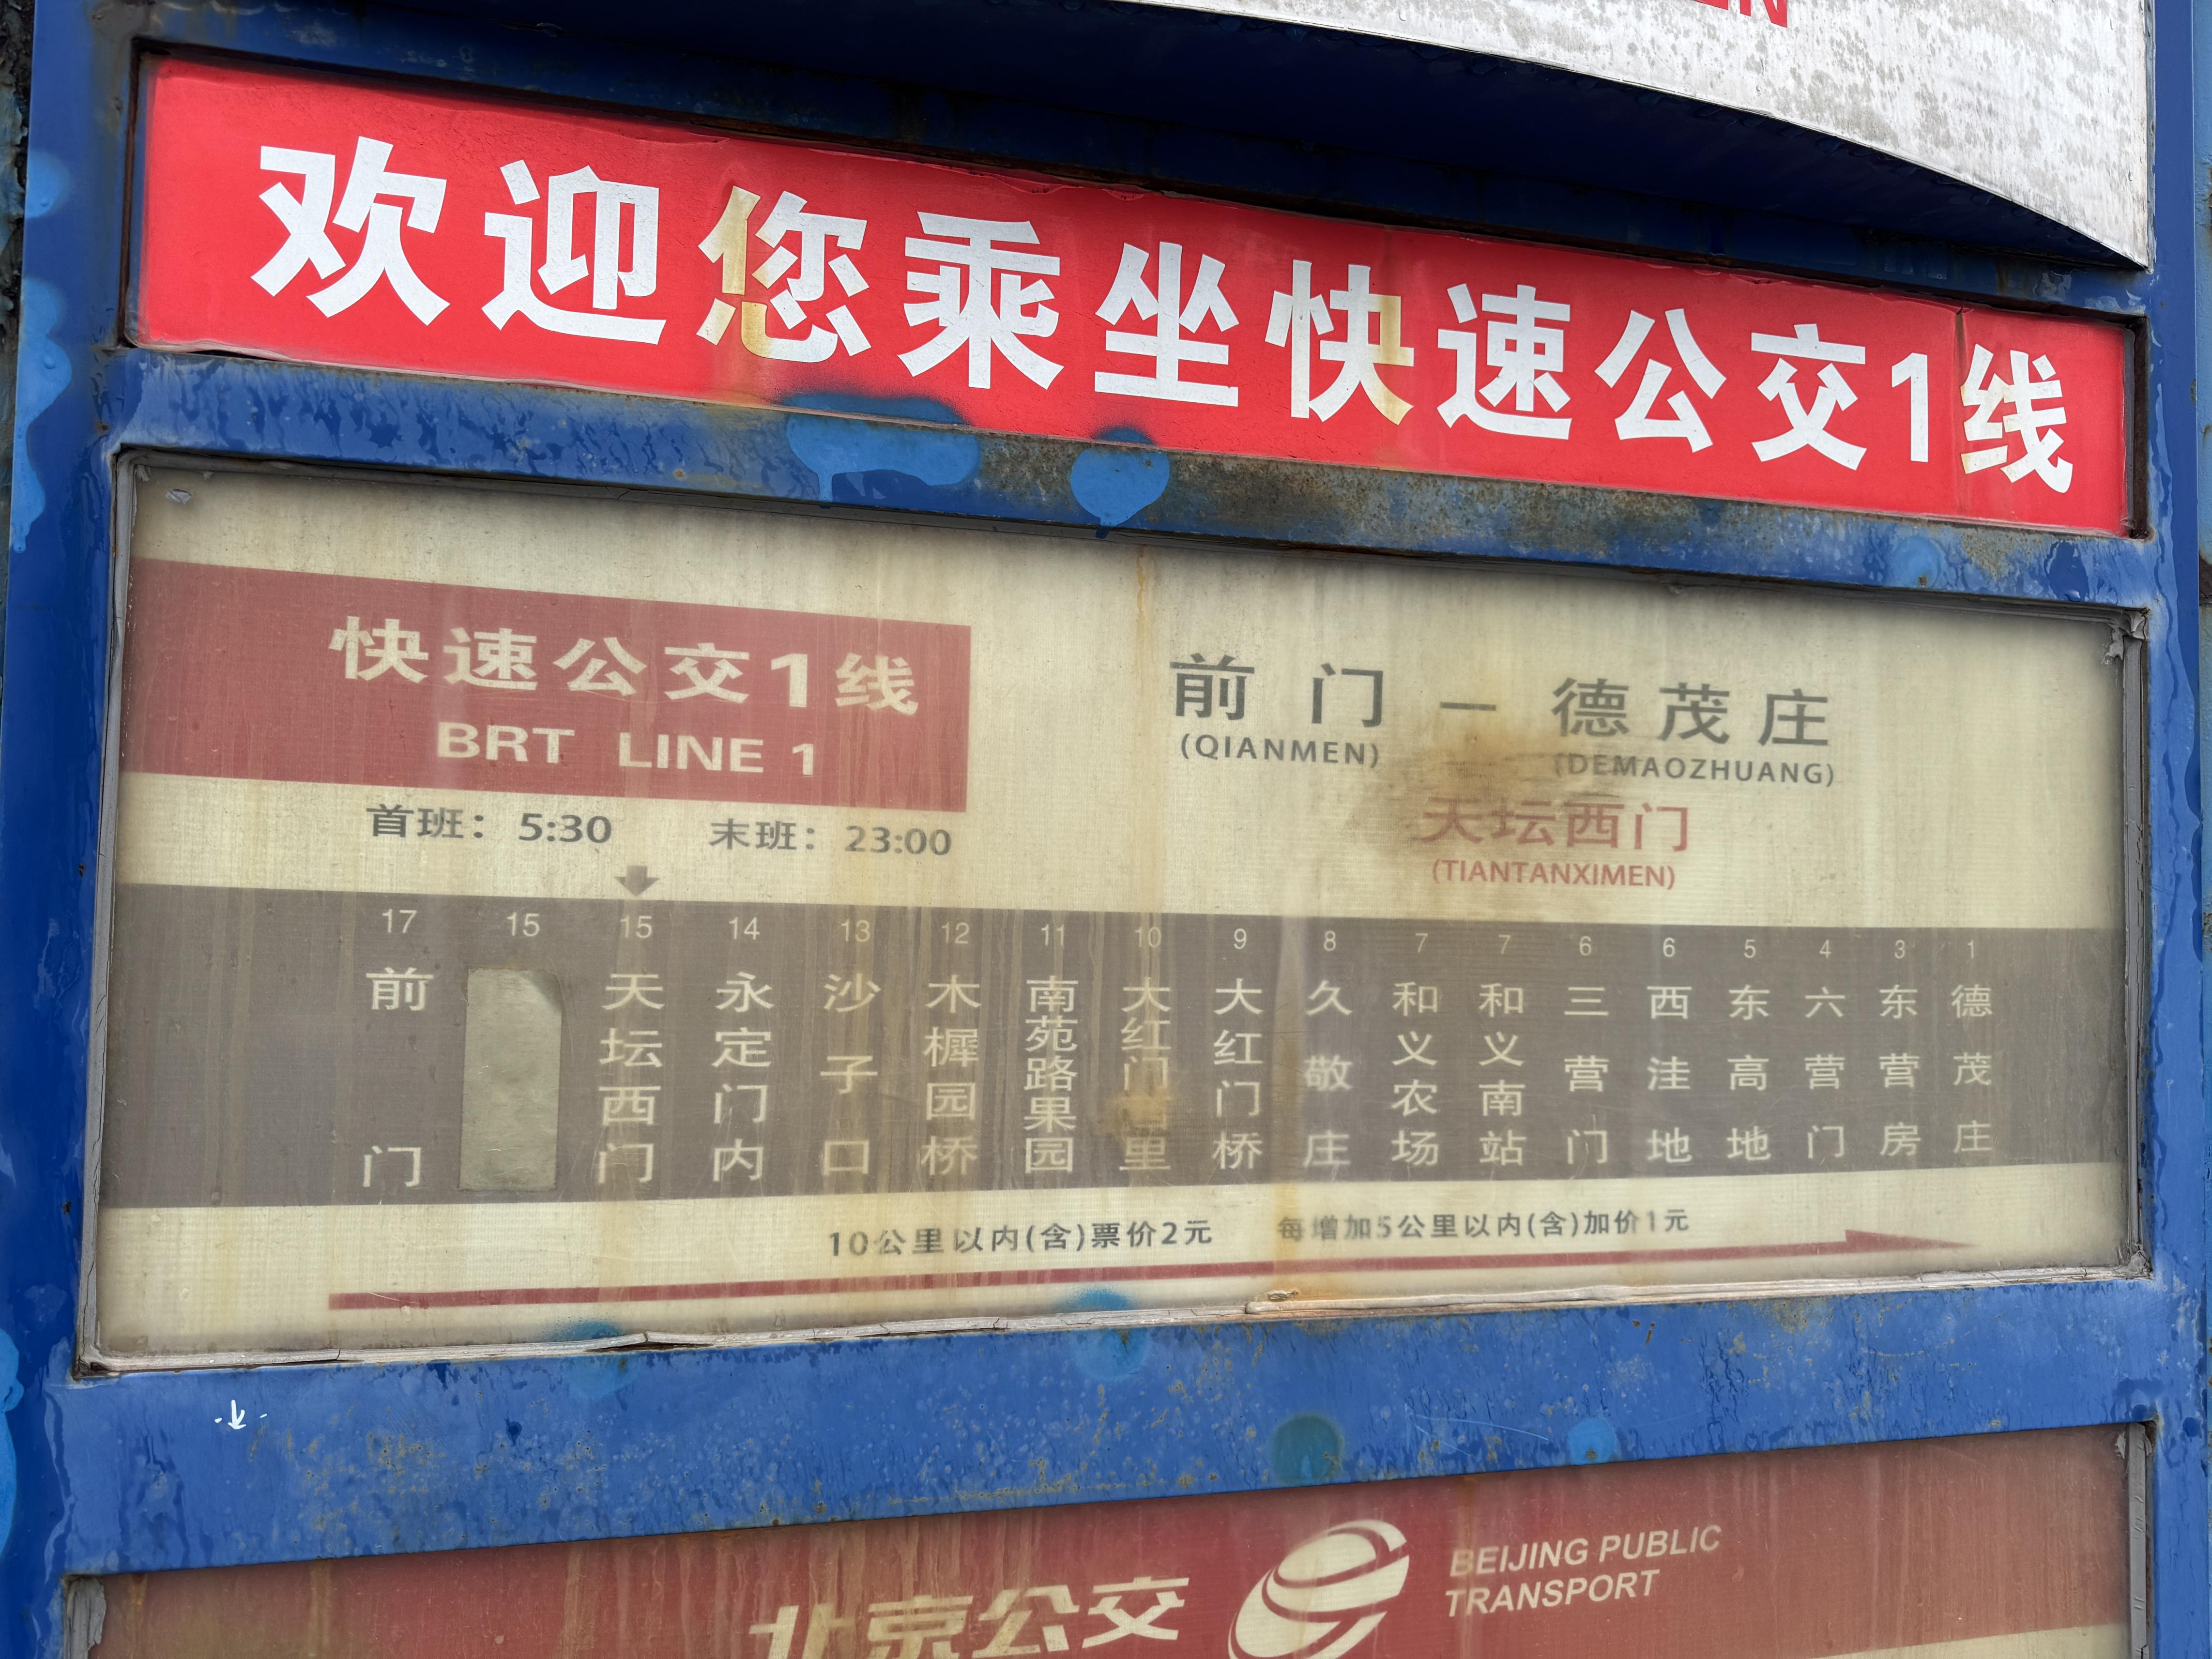 欢迎您乘坐快速公交1线
快速公交1线
BRT LINE 1
首班：5:30 末班：23:00
前门 — 德茂庄
(QIANMEN) (DEMAOZHUANG)
天坛西门
(TIANTANXIMEN)
17 15 15 14 13 12 11 10 9 8 7 7 6 6 5 4 3 1
前门
天坛西门
永定门内
沙子口
木樨园桥
南苑路果园
大红门西里
大红门桥
久敬庄
和义农场
和义南站
三营门
西洼地
东高地
六营门
东营房
德茂庄
10公里以内(含)票价2元 每增加5公里以内(含)加价1元
北京公交
BEIJING PUBLIC
TRANSPORT